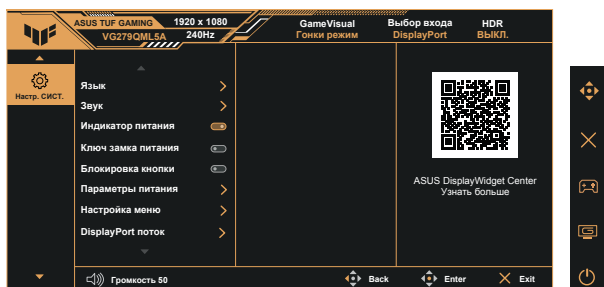 ASUS TUF GAMING 1920 x 1080 GameVisual Выбор входа HDR
VG279QML5A 240Hz Гонки режим DisplayPort ВЫКЛ.
Настр. СИСТ.
Язык
Звук
Индикатор питания
Ключ замка питания
Блокировка кнопки
Параметры питания
Настройка меню
DisplayPort поток
ASUS DisplayWidget Center
Узнать больше
Громкость 50 Back Enter Exit